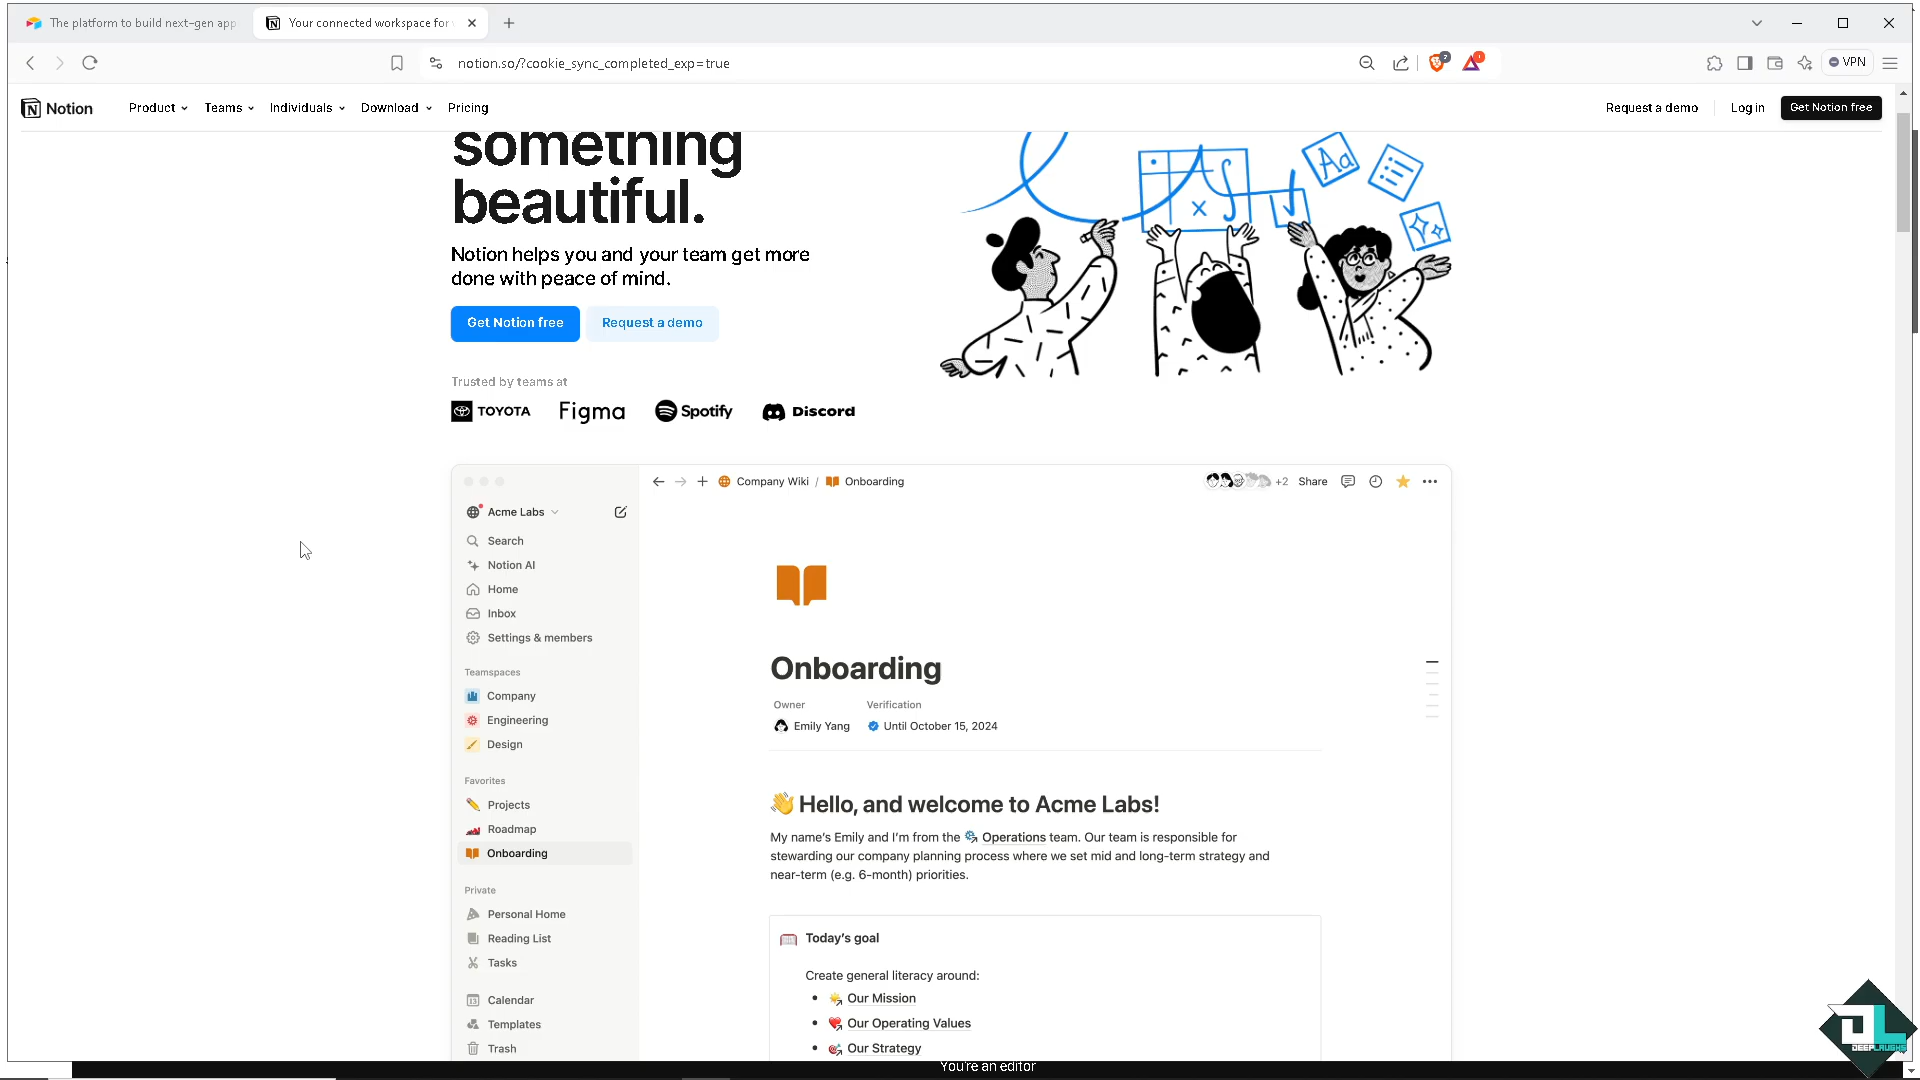 The platform to build next-gen app
Your connected workspace for
notion.so/?cookie_sync_completed_exp=true
2
1
VPN
Notion
Product
Teams
Individuals
Download
Pricing
Request a demo
Log in
Get Notion free
something
beautiful.
Notion helps you and your team get more
done with peace of mind.
Get Notion free
Request a demo
Aa
Trusted by teams at
TOYOTA
Figma
Spotify
Discord
Company Wiki / Onboarding
+2
Share
Acme Labs
Search
Notion AI
Home
Inbox
Settings & members
Teamspaces
Company
Engineering
Design
Favorites
Projects
Roadmap
Onboarding
Private
Personal Home
Reading List
Tasks
Calendar
Templates
Trash
Onboarding
Owner
Verification
Emily Yang
Until October 15, 2024
👋 Hello, and welcome to Acme Labs!
My name's Emily and I'm from the Operations team. Our team is responsible for
stewarding our company planning process where we set mid and long-term strategy and
near-term (e.g. 6-month) priorities.
Today's goal
Create general literacy around:
• Our Mission
• Our Operating Values
• Our Strategy
You're an editor
DEEPLAUGHS